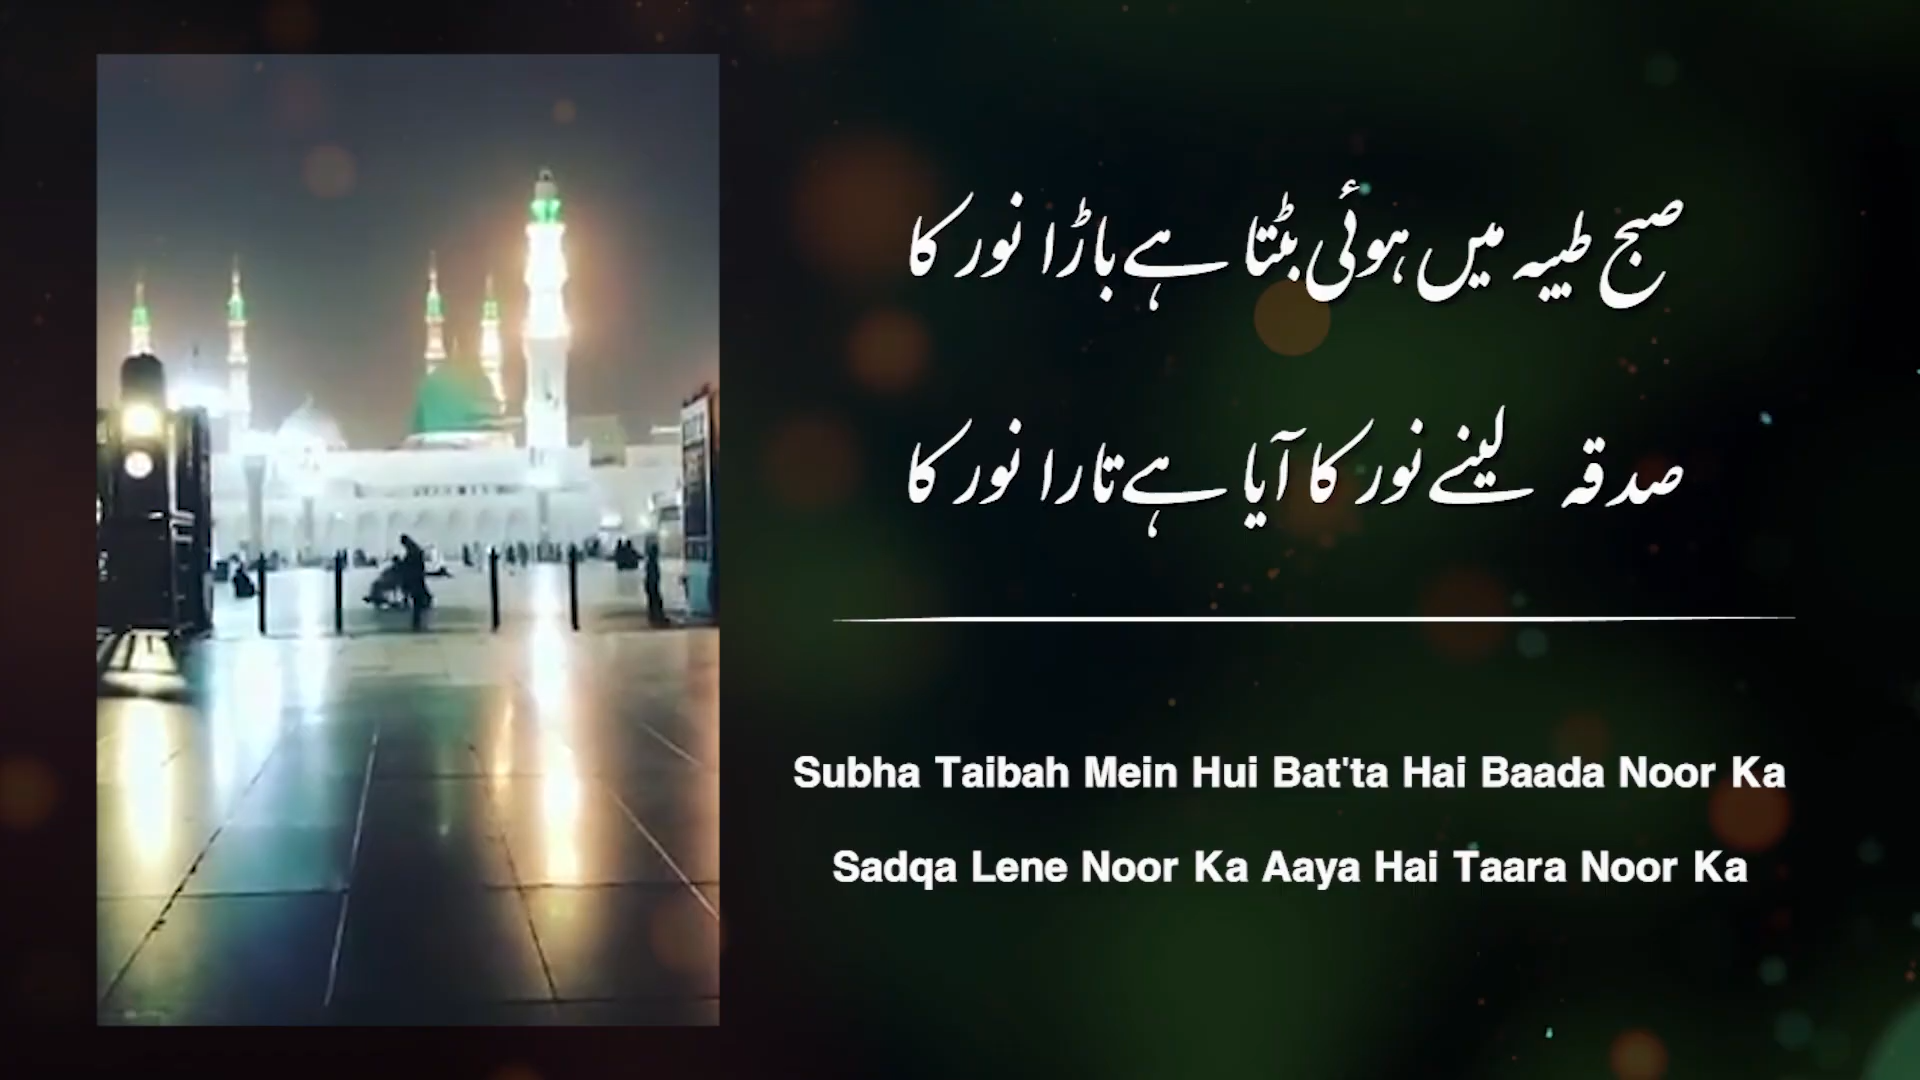 صبح طیبہ میں ہوئی بٹتا ہے باڑا نور کا
صدقہ لینے نور کا آیا ہے تارا نور کا
Subha Taibah Mein Hui Bat'ta Hai Baada Noor Ka
Sadqa Lene Noor Ka Aaya Hai Taara Noor Ka